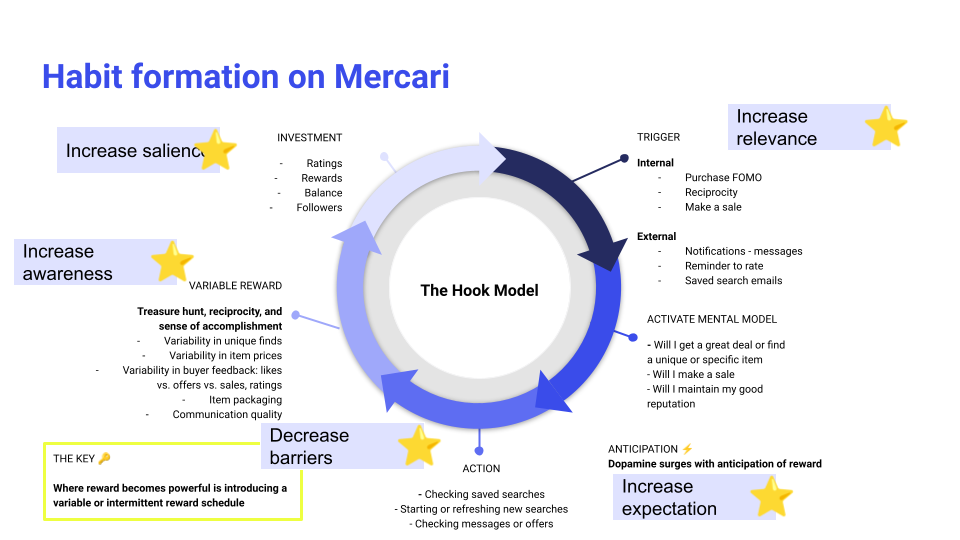 Habit formation on Mercari
Increase salience
INVESTMENT
- Ratings
- Rewards
- Balance
- Followers
Increase
relevance
TRIGGER
Internal
- Purchase FOMO
- Reciprocity
- Make a sale
External
- Notifications - messages
- Reminder to rate
- Saved search emails
Increase
awareness
VARIABLE REWARD
Treasure hunt, reciprocity, and
sense of accomplishment
- Variability in unique finds
- Variability in item prices
- Variability in buyer feedback: likes
vs. offers vs. sales, ratings
- Item packaging
- Communication quality
The Hook Model
ACTIVATE MENTAL MODEL
- Will I get a great deal or find
a unique or specific item
- Will I make a sale
- Will I maintain my good
reputation
THE KEY 🔑
Where reward becomes powerful is introducing a
variable or intermittent reward schedule
Decrease
barriers
ACTION
- Checking saved searches
- Starting or refreshing new searches
- Checking messages or offers
ANTICIPATION ⚡
Dopamine surges with anticipation of reward
Increase
expectation